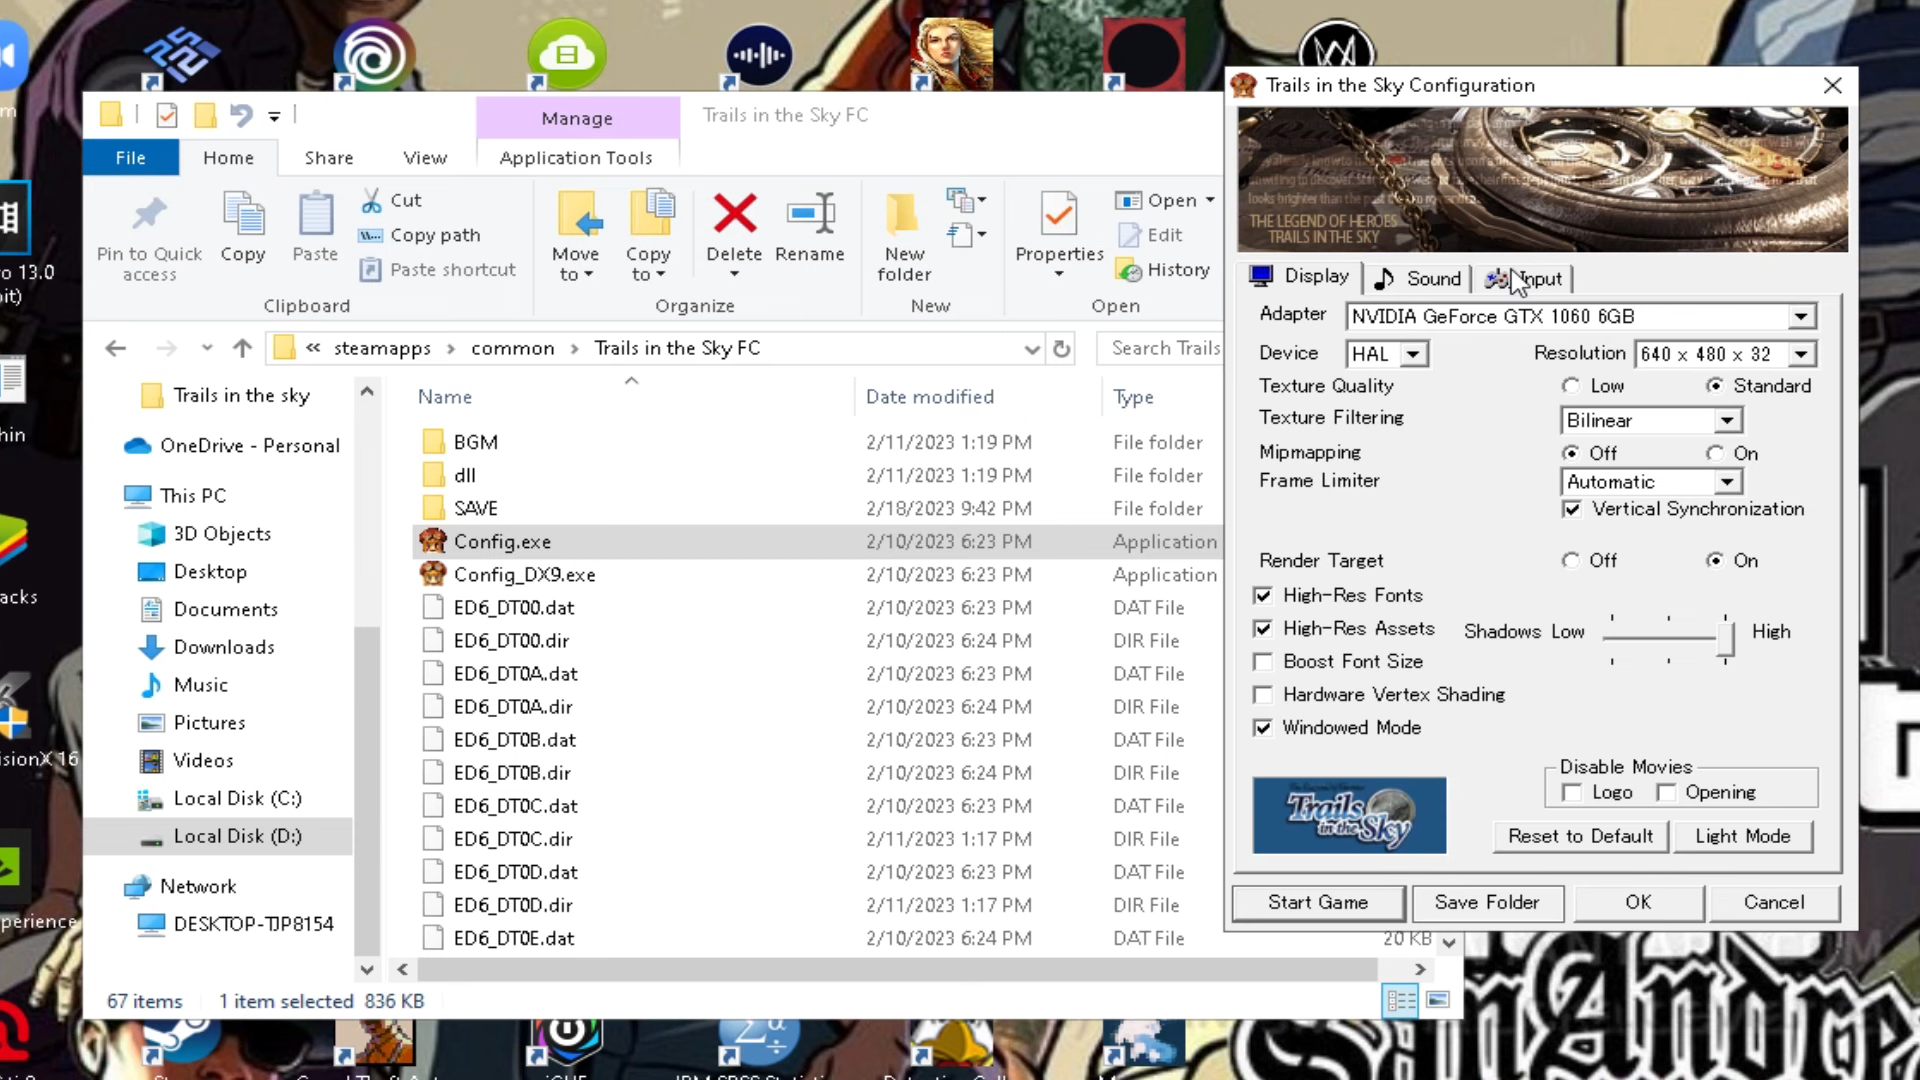 Manage
Trails in the Sky FC
File
Home
Share
View
Application Tools
Pin to Quick access
Copy
Paste
Cut
Copy path
Paste shortcut
Clipboard
Move to
Copy to
Delete
Rename
Organize
New folder
New
Properties
Open
Edit
History
Open
« steamapps > common > Trails in the Sky FC
Search Trails
Trails in the sky
OneDrive - Personal
This PC
3D Objects
Desktop
Documents
Downloads
Music
Pictures
Videos
Local Disk (C:)
Local Disk (D:)
Network
DESKTOP-TJP8154
Name Date modified Type
BGM 2/11/2023 1:19 PM File folder
dll 2/11/2023 1:19 PM File folder
SAVE 2/18/2023 9:42 PM File folder
Config.exe 2/10/2023 6:23 PM Application
Config_DX9.exe 2/10/2023 6:23 PM Application
ED6_DT00.dat 2/10/2023 6:23 PM DAT File
ED6_DT00.dir 2/10/2023 6:24 PM DIR File
ED6_DT0A.dat 2/10/2023 6:23 PM DAT File
ED6_DT0A.dir 2/10/2023 6:24 PM DIR File
ED6_DT0B.dat 2/10/2023 6:23 PM DAT File
ED6_DT0B.dir 2/10/2023 6:24 PM DIR File
ED6_DT0C.dat 2/10/2023 6:23 PM DAT File
ED6_DT0C.dir 2/11/2023 1:17 PM DIR File
ED6_DT0D.dat 2/10/2023 6:23 PM DAT File
ED6_DT0D.dir 2/11/2023 1:17 PM DIR File
ED6_DT0E.dat 2/10/2023 6:24 PM DAT File 20 KB
67 items 1 item selected 836 KB
Trails in the Sky Configuration
looks brighter than the past
THE LEGEND OF HEROES
TRAILS IN THE SKY
Display
Sound
Input
Adapter NVIDIA GeForce GTX 1060 6GB
Device HAL Resolution 640 x 480 x 32
Texture Quality Low Standard
Texture Filtering Bilinear
Mipmapping Off On
Frame Limiter Automatic
Vertical Synchronization
Render Target Off On
High-Res Fonts
High-Res Assets Shadows Low High
Boost Font Size
Hardware Vertex Shading
Windowed Mode
Disable Movies
Logo Opening
Trails in the Sky
Reset to Default Light Mode
Start Game Save Folder OK Cancel
ro 13.0
isionX 16
perience